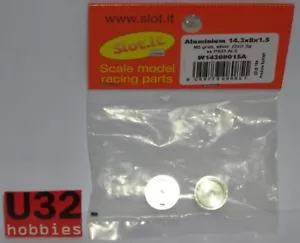 www.slot.it
Slot.it
Scale model
racing parts
Aluminium 14.3x8x1.5
W14308015A
U32
hobbies